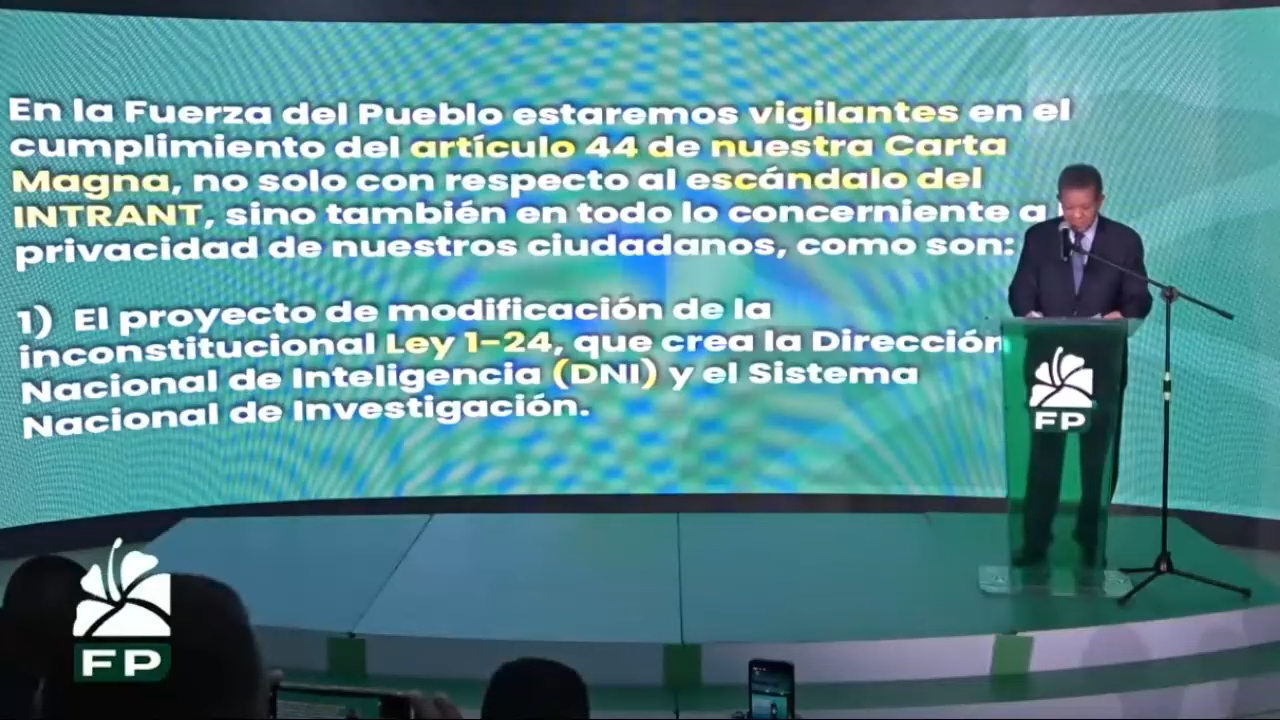 En la Fuerza del Pueblo estaremos vigilantes en el
cumplimiento del artículo 44 de nuestra Carta
Magna, no solo con respecto al escándalo del
INTRANT, sino también en todo lo concerniente a
privacidad de nuestros ciudadanos, como son:
1) El proyecto de modificación de la
inconstitucional Ley 1-24, que crea la Dirección
Nacional de Inteligencia (DNI) y el Sistema
Nacional de Investigación.
FP
FP